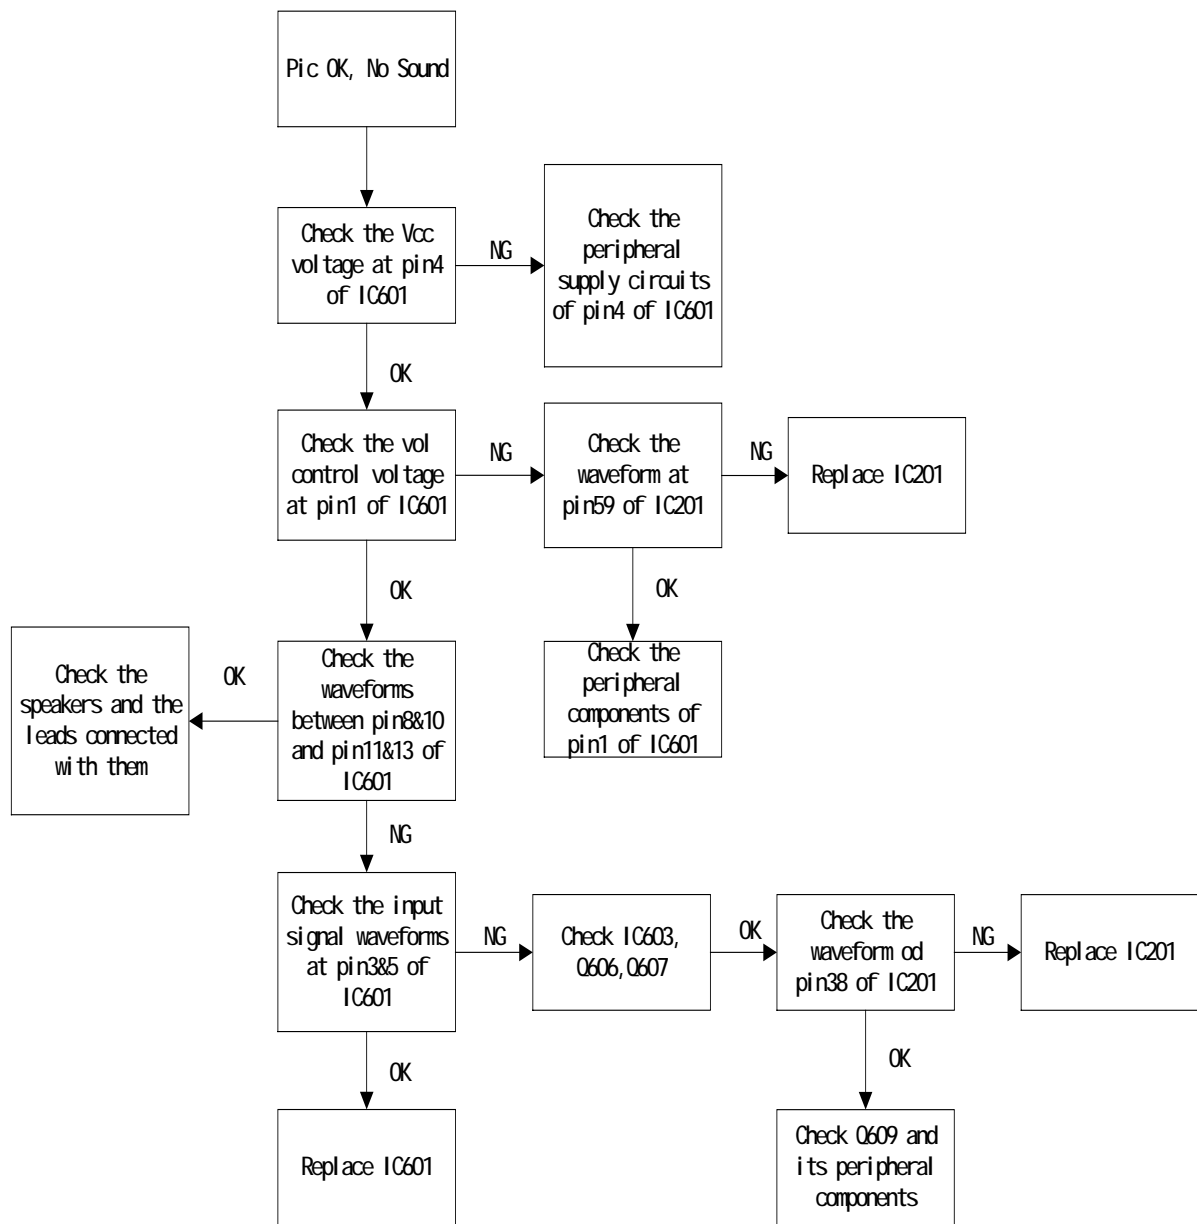 Pic OK, No Sound
Check the Vcc
voltage at pin4
of IC601
NG
Check the
peripheral
supply circuits
of pin4 of IC601
OK
Check the vol
control voltage
at pin1 of IC601
NG
Check the
waveform at
pin59 of IC201
NG
Replace IC201
OK
OK
Check the
speakers and the
leads connected
with them
OK
Check the
waveforms
between pin8&10
and pin11&13 of
IC601
Check the
peripheral
components of
pin1 of IC601
NG
Check the input
signal waveforms
at pin3&5 of
IC601
NG
Check IC603,
Q606,Q607
OK
Check the
waveform od
pin38 of IC201
NG
Replace IC201
OK
OK
Replace IC601
Check Q609 and
its peripheral
components